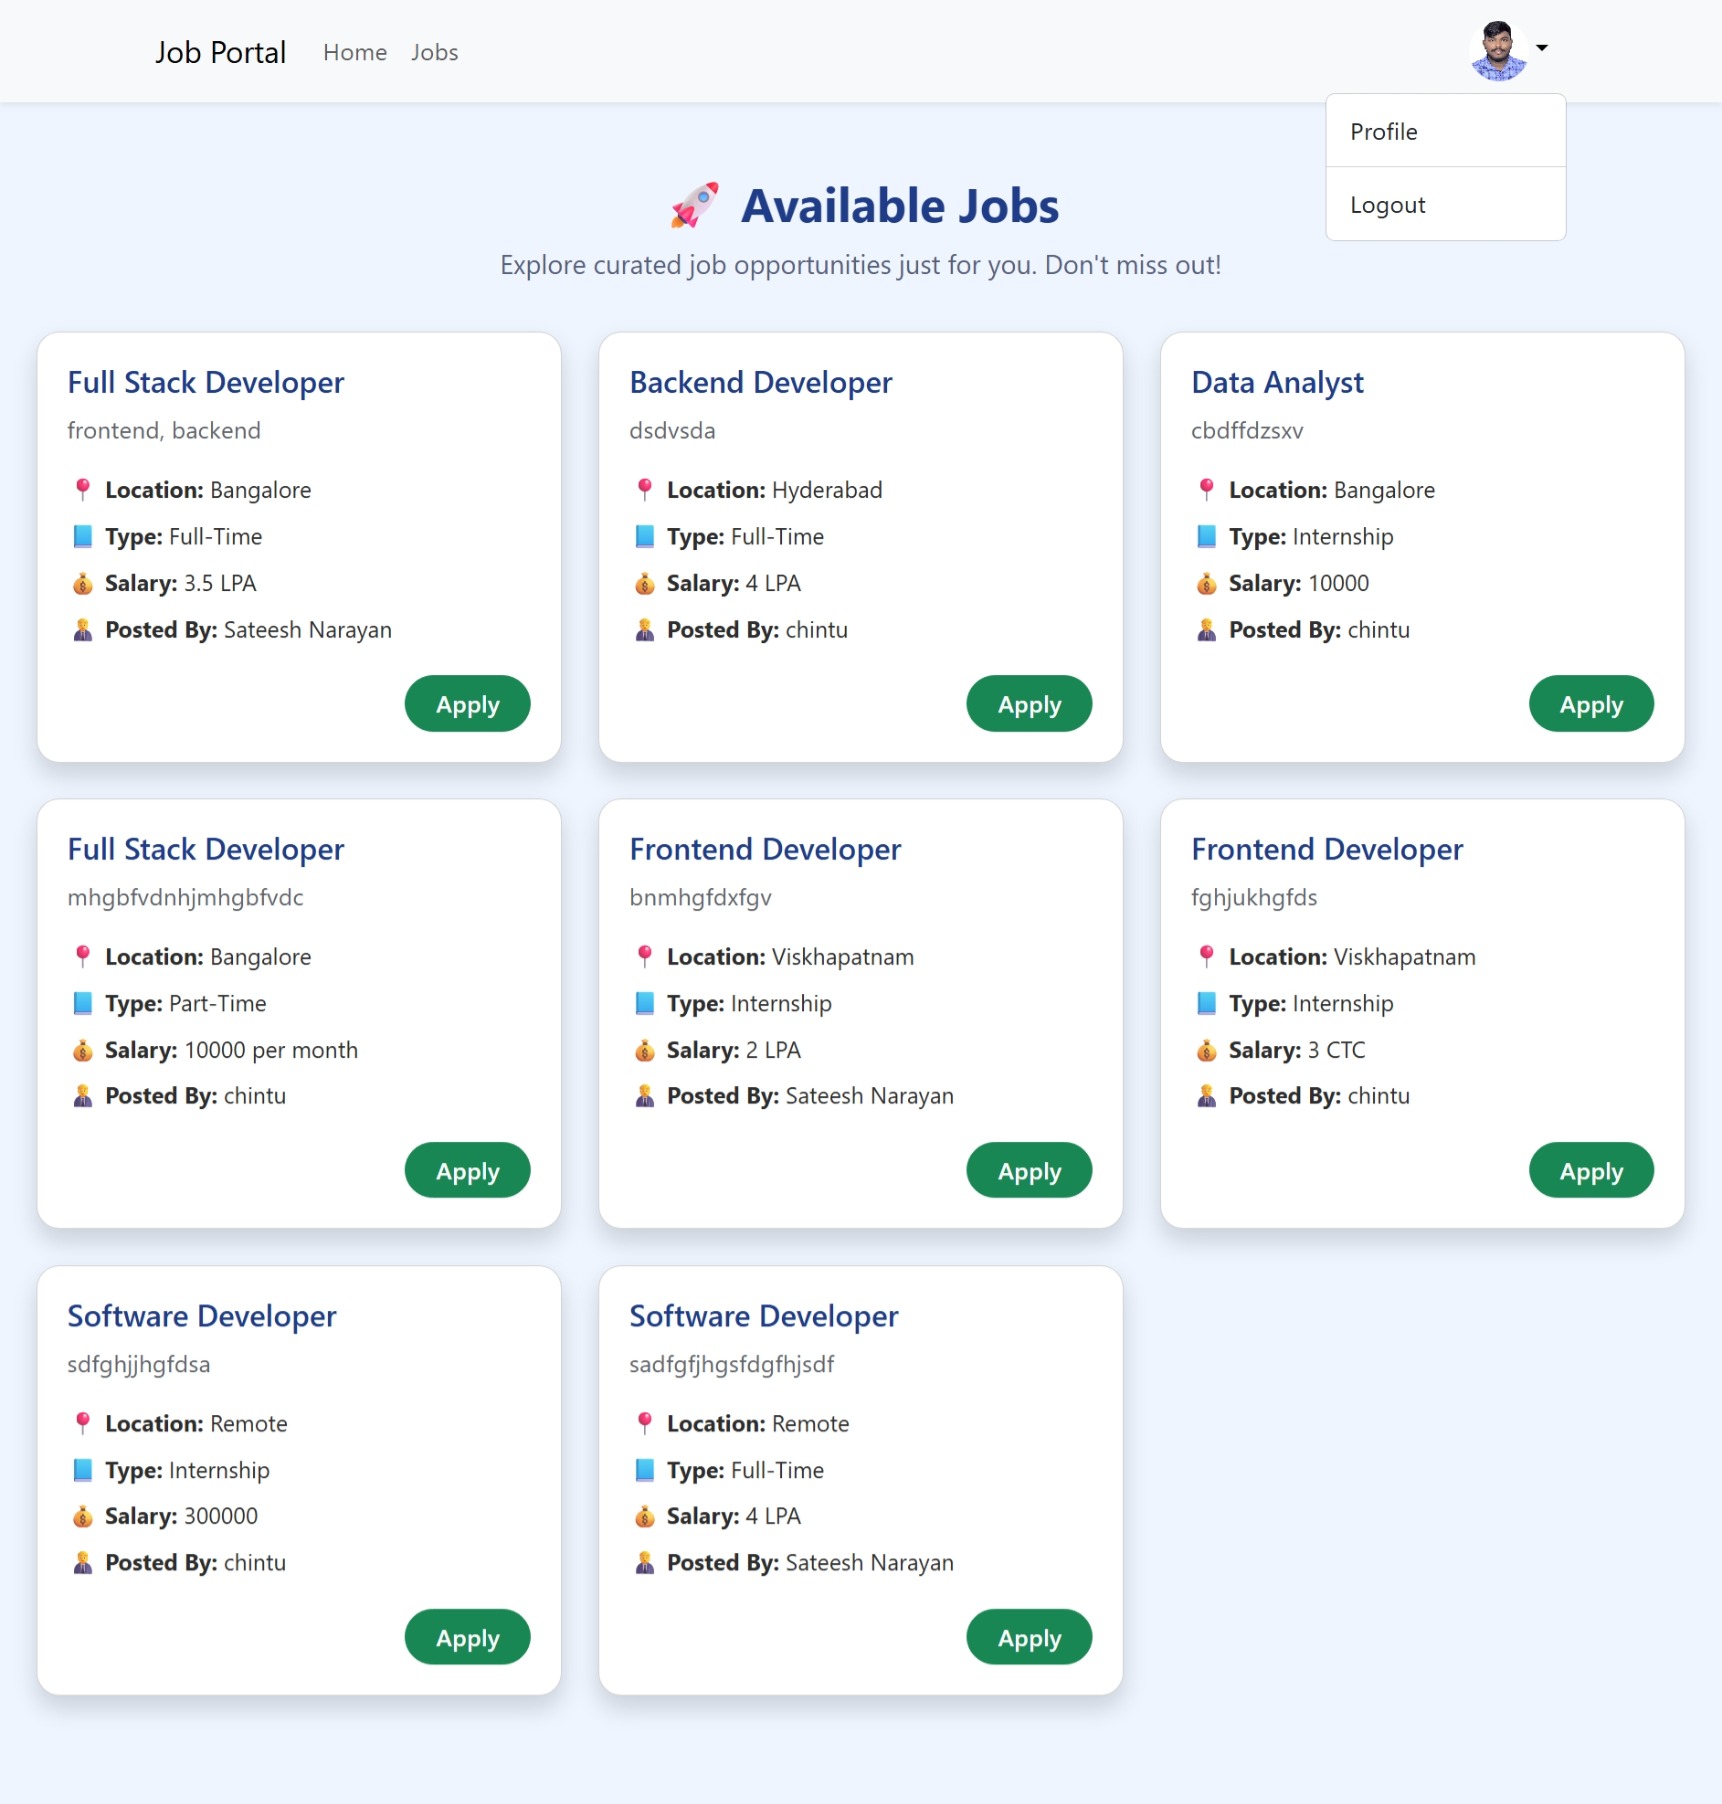 Job Portal Home Jobs
Profile
Logout
🚀 Available Jobs
Explore curated job opportunities just for you. Don't miss out!
Full Stack Developer
frontend, backend
📍 Location: Bangalore
📘 Type: Full-Time
💰 Salary: 3.5 LPA
👨‍💼 Posted By: Sateesh Narayan
Apply
Backend Developer
dsdvsda
📍 Location: Hyderabad
📘 Type: Full-Time
💰 Salary: 4 LPA
👨‍💼 Posted By: chintu
Apply
Data Analyst
cbdffdzsxv
📍 Location: Bangalore
📘 Type: Internship
💰 Salary: 10000
👨‍💼 Posted By: chintu
Apply
Full Stack Developer
mhgbfvdnhjmhgbfvdc
📍 Location: Bangalore
📘 Type: Part-Time
💰 Salary: 10000 per month
👨‍💼 Posted By: chintu
Apply
Frontend Developer
bnmhgfdxfgv
📍 Location: Viskhapatnam
📘 Type: Internship
💰 Salary: 2 LPA
👨‍💼 Posted By: Sateesh Narayan
Apply
Frontend Developer
fghjukhgfds
📍 Location: Viskhapatnam
📘 Type: Internship
💰 Salary: 3 CTC
👨‍💼 Posted By: chintu
Apply
Software Developer
sdfghjjhgfdsa
📍 Location: Remote
📘 Type: Internship
💰 Salary: 300000
👨‍💼 Posted By: chintu
Apply
Software Developer
sadfgfjhgsfdgfhjsdf
📍 Location: Remote
📘 Type: Full-Time
💰 Salary: 4 LPA
👨‍💼 Posted By: Sateesh Narayan
Apply